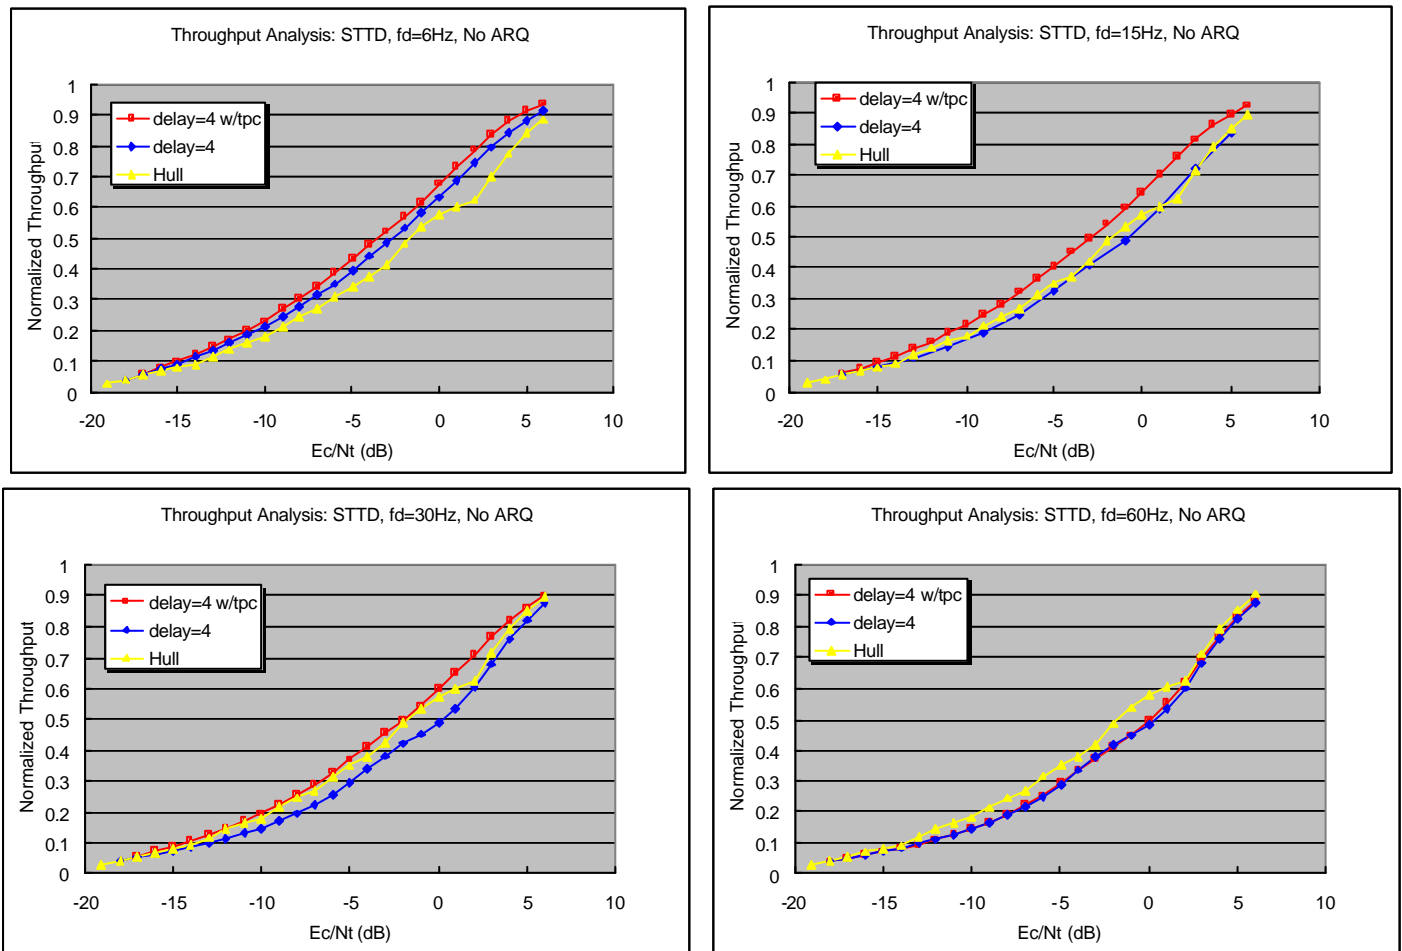 Throughput Analysis: STTD, fd=6Hz, No ARQ
Normalized Throughput
1
0.9
0.8
0.7
0.6
0.5
0.4
0.3
0.2
0.1
0
delay=4 w/tpc
delay=4
Hull
-20 -15 -10 -5 0 5 10
Ec/Nt (dB)
Throughput Analysis: STTD, fd=15Hz, No ARQ
Normalized Throughpu
1
0.9
0.8
0.7
0.6
0.5
0.4
0.3
0.2
0.1
0
delay=4 w/tpc
delay=4
Hull
-20 -15 -10 -5 0 5 10
Ec/Nt (dB)
Throughput Analysis: STTD, fd=30Hz, No ARQ
Normalized Throughput
1
0.9
0.8
0.7
0.6
0.5
0.4
0.3
0.2
0.1
0
delay=4 w/tpc
delay=4
Hull
-20 -15 -10 -5 0 5 10
Ec/Nt (dB)
Throughput Analysis: STTD, fd=60Hz, No ARQ
Normalized Throughput
1
0.9
0.8
0.7
0.6
0.5
0.4
0.3
0.2
0.1
0
delay=4 w/tpc
delay=4
Hull
-20 -15 -10 -5 0 5 10
Ec/Nt (dB)